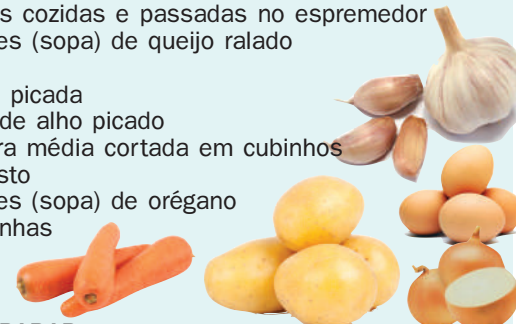 s cozidas e passadas no espremedor
es (sopa) de queijo ralado
picada
de alho picado
ra média cortada em cubinhos
sto
es (sopa) de orégano
nhas